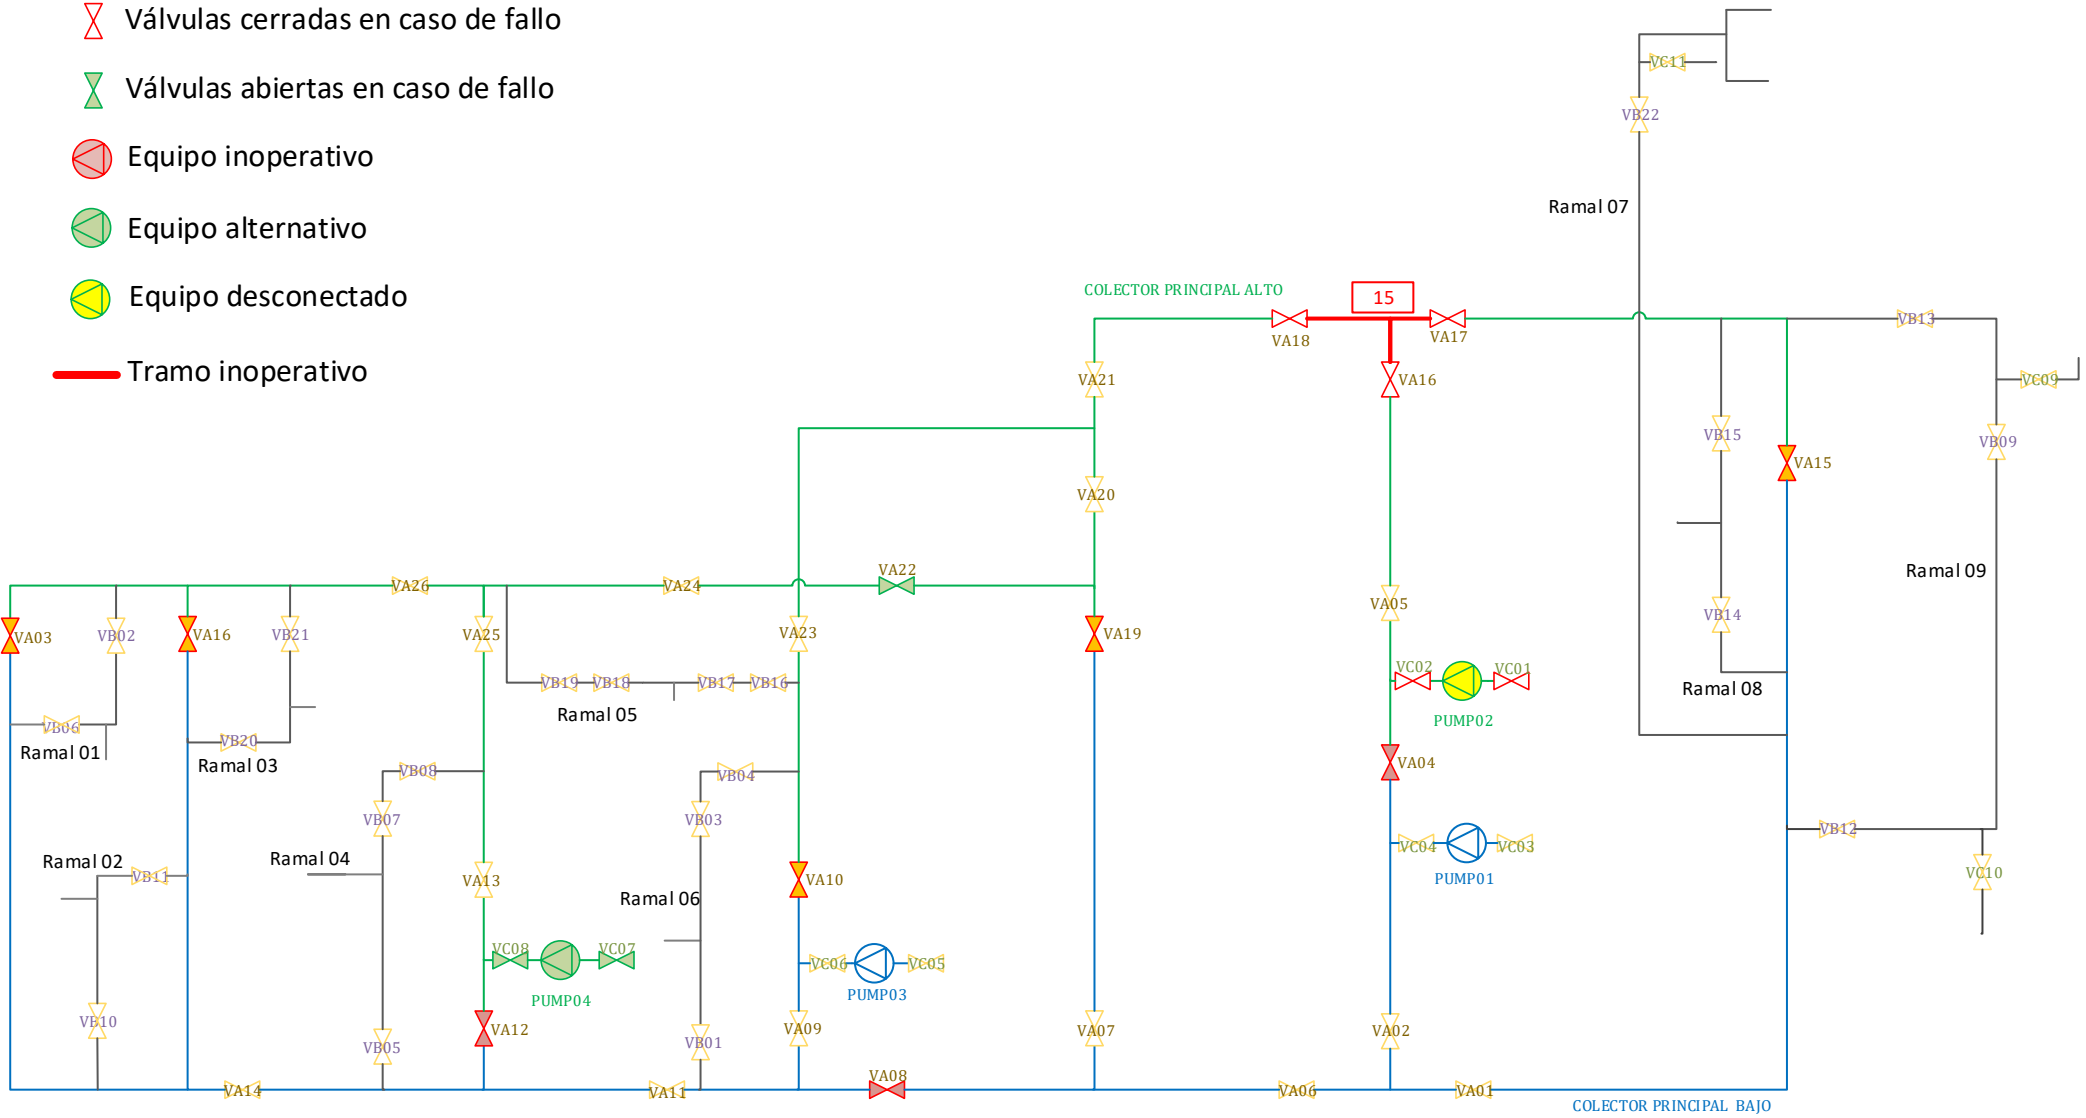 Válvulas cerradas en caso de fallo
Válvulas abiertas en caso de fallo
Equipo inoperativo
Equipo alternativo
Equipo desconectado
Tramo inoperativo
VC11
VB22
Ramal 07
COLECTOR PRINCIPAL ALTO
15
VA18
VA17
VB13
VA21
VA16
VC09
VB15
VB09
VA15
VA20
VA22
VA26
VA24
Ramal 09
VA05
VA03
VB02
VA16
VB21
VA25
VA23
VA19
VB14
VC02
VC01
VB19
VB18
VB17
VB16
Ramal 08
Ramal 05
PUMP02
VB06
Ramal 01
VB20
Ramal 03
VB08
VB04
VA04
VB07
VB03
VB12
VC04
VC03
Ramal 02
Ramal 04
VB11
VA13
VA10
PUMP01
VC10
Ramal 06
VC08
VC07
VC06
VC05
PUMP04
PUMP03
VB10
VA12
VA09
VA07
VA02
VB05
VB01
VA08
VA14
VA11
VA06
VA01
COLECTOR PRINCIPAL BAJO